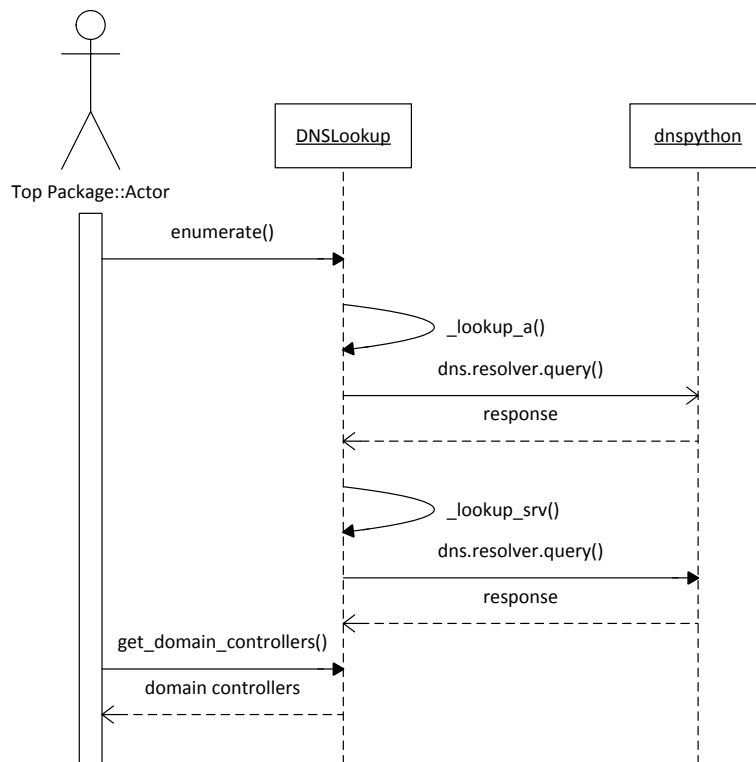 DNSLookup
dnspython
Top Package::Actor
enumerate()
_lookup_a()
dns.resolver.query()
response
_lookup_srv()
dns.resolver.query()
response
get_domain_controllers()
domain controllers